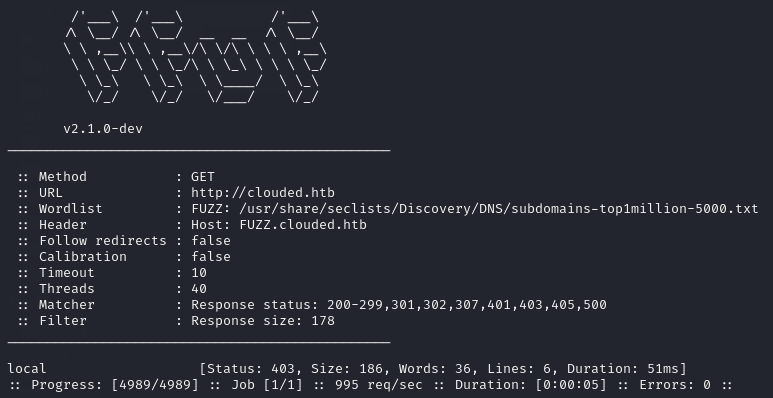 /'___\  /'___\           /'___\
       /\ \__/ /\ \__/  __  __  /\ \__/
       \ \ ,__\\ \ ,__\/\ \/\ \ \ \ ,__\
        \ \ \_/ \ \ \_/\ \ \_\ \ \ \ \_/
         \ \_\   \ \_\  \ \____/  \ \_\
          \/_/    \/_/   \/___/    \/_/
       v2.1.0-dev
________________________________________________
 :: Method           : GET
 :: URL              : http://clouded.htb
 :: Wordlist         : FUZZ: /usr/share/seclists/Discovery/DNS/subdomains-top1million-5000.txt
 :: Header           : Host: FUZZ.clouded.htb
 :: Follow redirects : false
 :: Calibration      : false
 :: Timeout          : 10
 :: Threads          : 40
 :: Matcher          : Response status: 200-299,301,302,307,401,403,405,500
 :: Filter           : Response size: 178
________________________________________________
local                   [Status: 403, Size: 186, Words: 36, Lines: 6, Duration: 51ms]
:: Progress: [4989/4989] :: Job [1/1] :: 995 req/sec :: Duration: [0:00:05] :: Errors: 0 ::